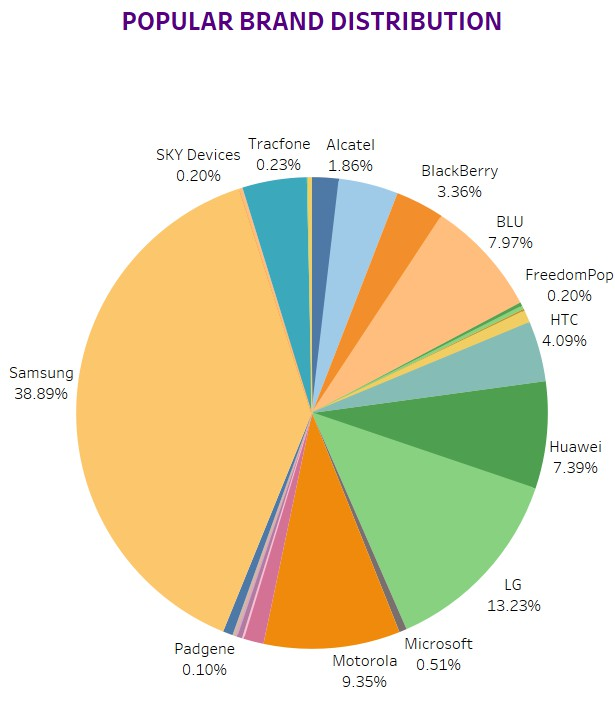 POPULAR BRAND DISTRIBUTION
Tracfone
0.23%
Alcatel
1.86%
SKY Devices
0.20%
BlackBerry
3.36%
BLU
7.97%
FreedomPop
0.20%
HTC
4.09%
Samsung
38.89%
Huawei
7.39%
LG
13.23%
Microsoft
0.51%
Motorola
9.35%
Padgene
0.10%